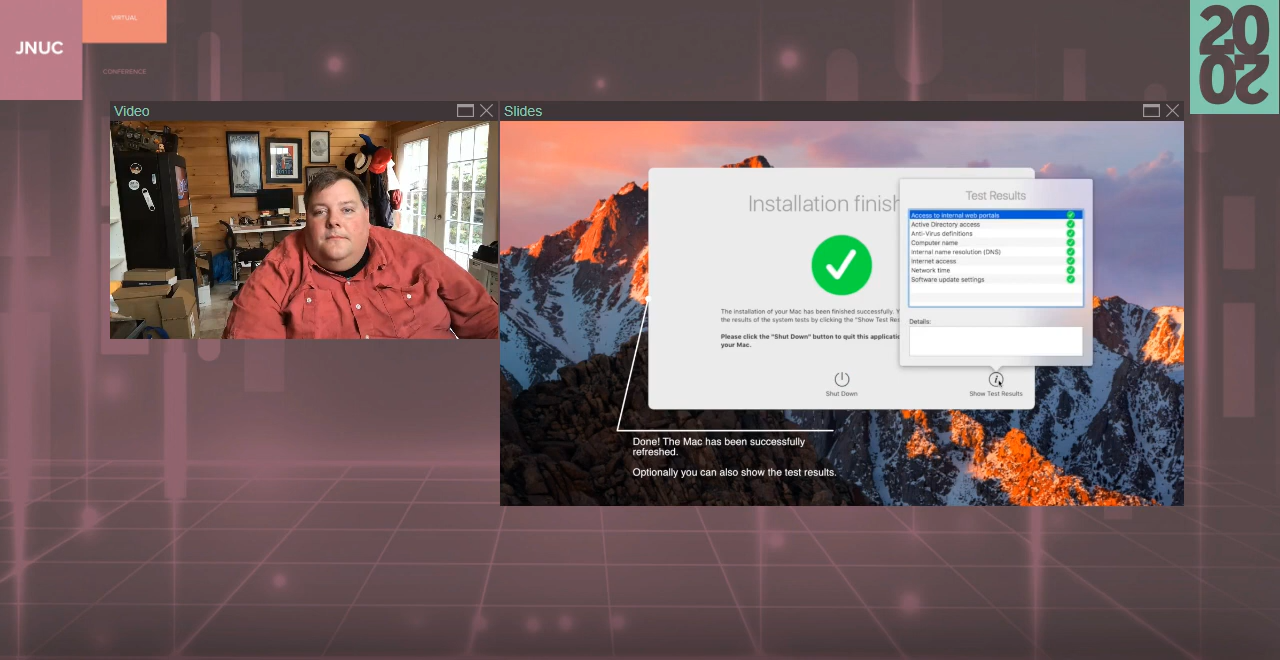 JNUC
VIRTUAL
CONFERENCE
2020
Video
Slides
Installation finish
The installation of your Mac has been finished successfully. Y
the results of the system tests by clicking the "Show Test Res
Please click the "Shut Down" button to quit this applicatio
your Mac.
Test Results
Access to internal web portals
Active Directory access
Anti-Virus definitions
Computer name
Internal name resolution (DNS)
Internet access
Network time
Software update settings
Details:
Shut Down
Show Test Results
Done! The Mac has been successfully
refreshed.
Optionally you can also show the test results.